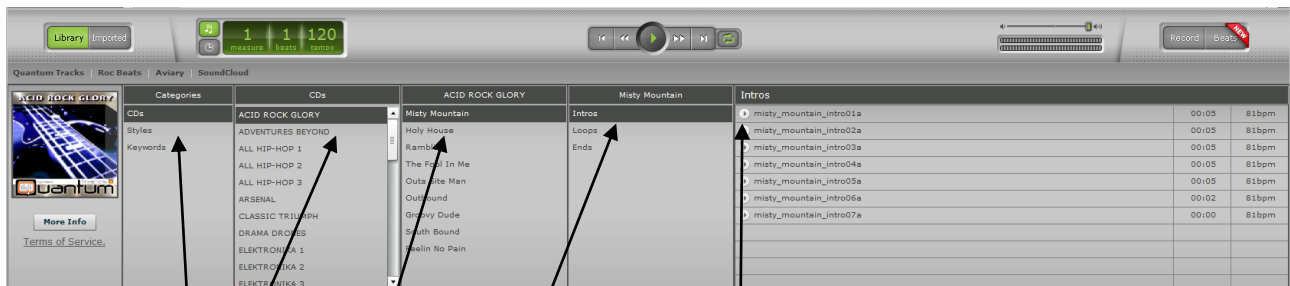 Library Imported
1 1 120
measure beats tempo
Record Beats
NEW
Quantum Tracks Roc Beats Aviary SoundCloud
ACID ROCK GLORY
Quantum
More Info
Terms of Service.
Categories
CDs
Styles
Keywords
CDs
ACID ROCK GLORY
ADVENTURES BEYOND
ALL HIP-HOP 1
ALL HIP-HOP 2
ALL HIP-HOP 3
ARSENAL
CLASSIC TRIUMPH
DRAMA DRONES
ELEKTRONIKA 1
ELEKTRONIKA 2
ELEKTRONIKA 3
ACID ROCK GLORY
Misty Mountain
Holy House
The Fool In Me
Outa Site Man
Outbound
Groovy Dude
South Bound
Feelin No Pain
Misty Mountain
Intros
Loops
Ends
Intros
misty_mountain_intro01a 00:05 81bpm
misty_mountain_intro02a 00:05 81bpm
misty_mountain_intro03a 00:05 81bpm
misty_mountain_intro04a 00:05 81bpm
misty_mountain_intro05a 00:05 81bpm
misty_mountain_intro06a 00:02 81bpm
misty_mountain_intro07a 00:00 81bpm